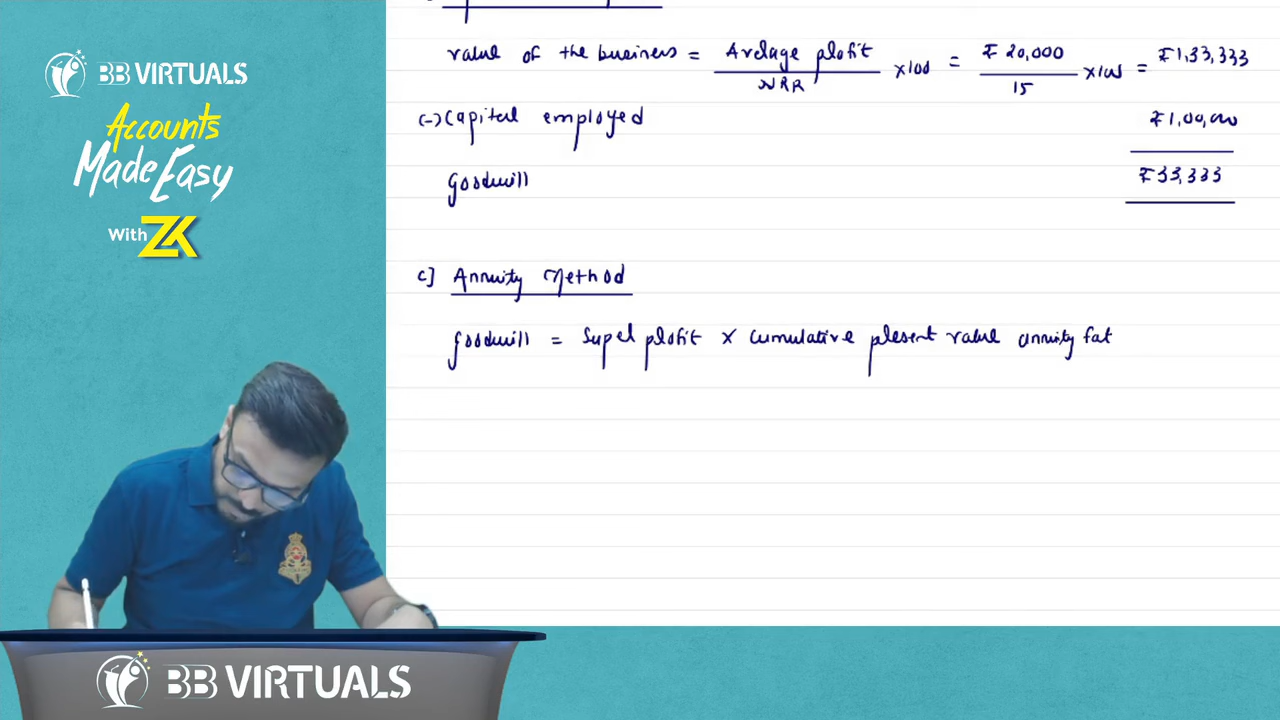 BB VIRTUALS
Accounts
Made Easy
With ZK
value of the business = Average profit / NRR ×100 = ₹20,000 / 15 ×100 = ₹1,33,333
(-) Capital employed ₹1,00,000
goodwill ₹33,333
C] Annuity Method
goodwill = Super profit × cumulative present value annuity fat
BB VIRTUALS